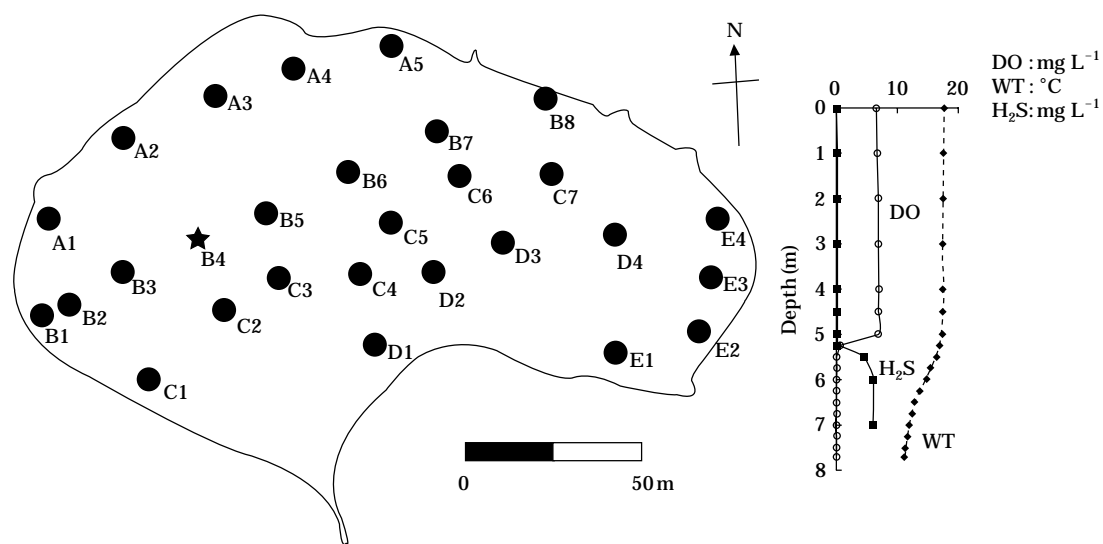 N
A5
A4
A3
B8
B7
A2
B6
C6
C7
B5
A1
B4
C5
E4
D3
D4
B3
C3
C4
D2
E3
B2
B1
C2
D1
E1
E2
C1
0
50 m
DO : mg L⁻¹
WT : °C
H₂S: mg L⁻¹
0 10 20
0
1
2
3
4
5
6
7
8
Depth (m)
DO
H₂S
WT